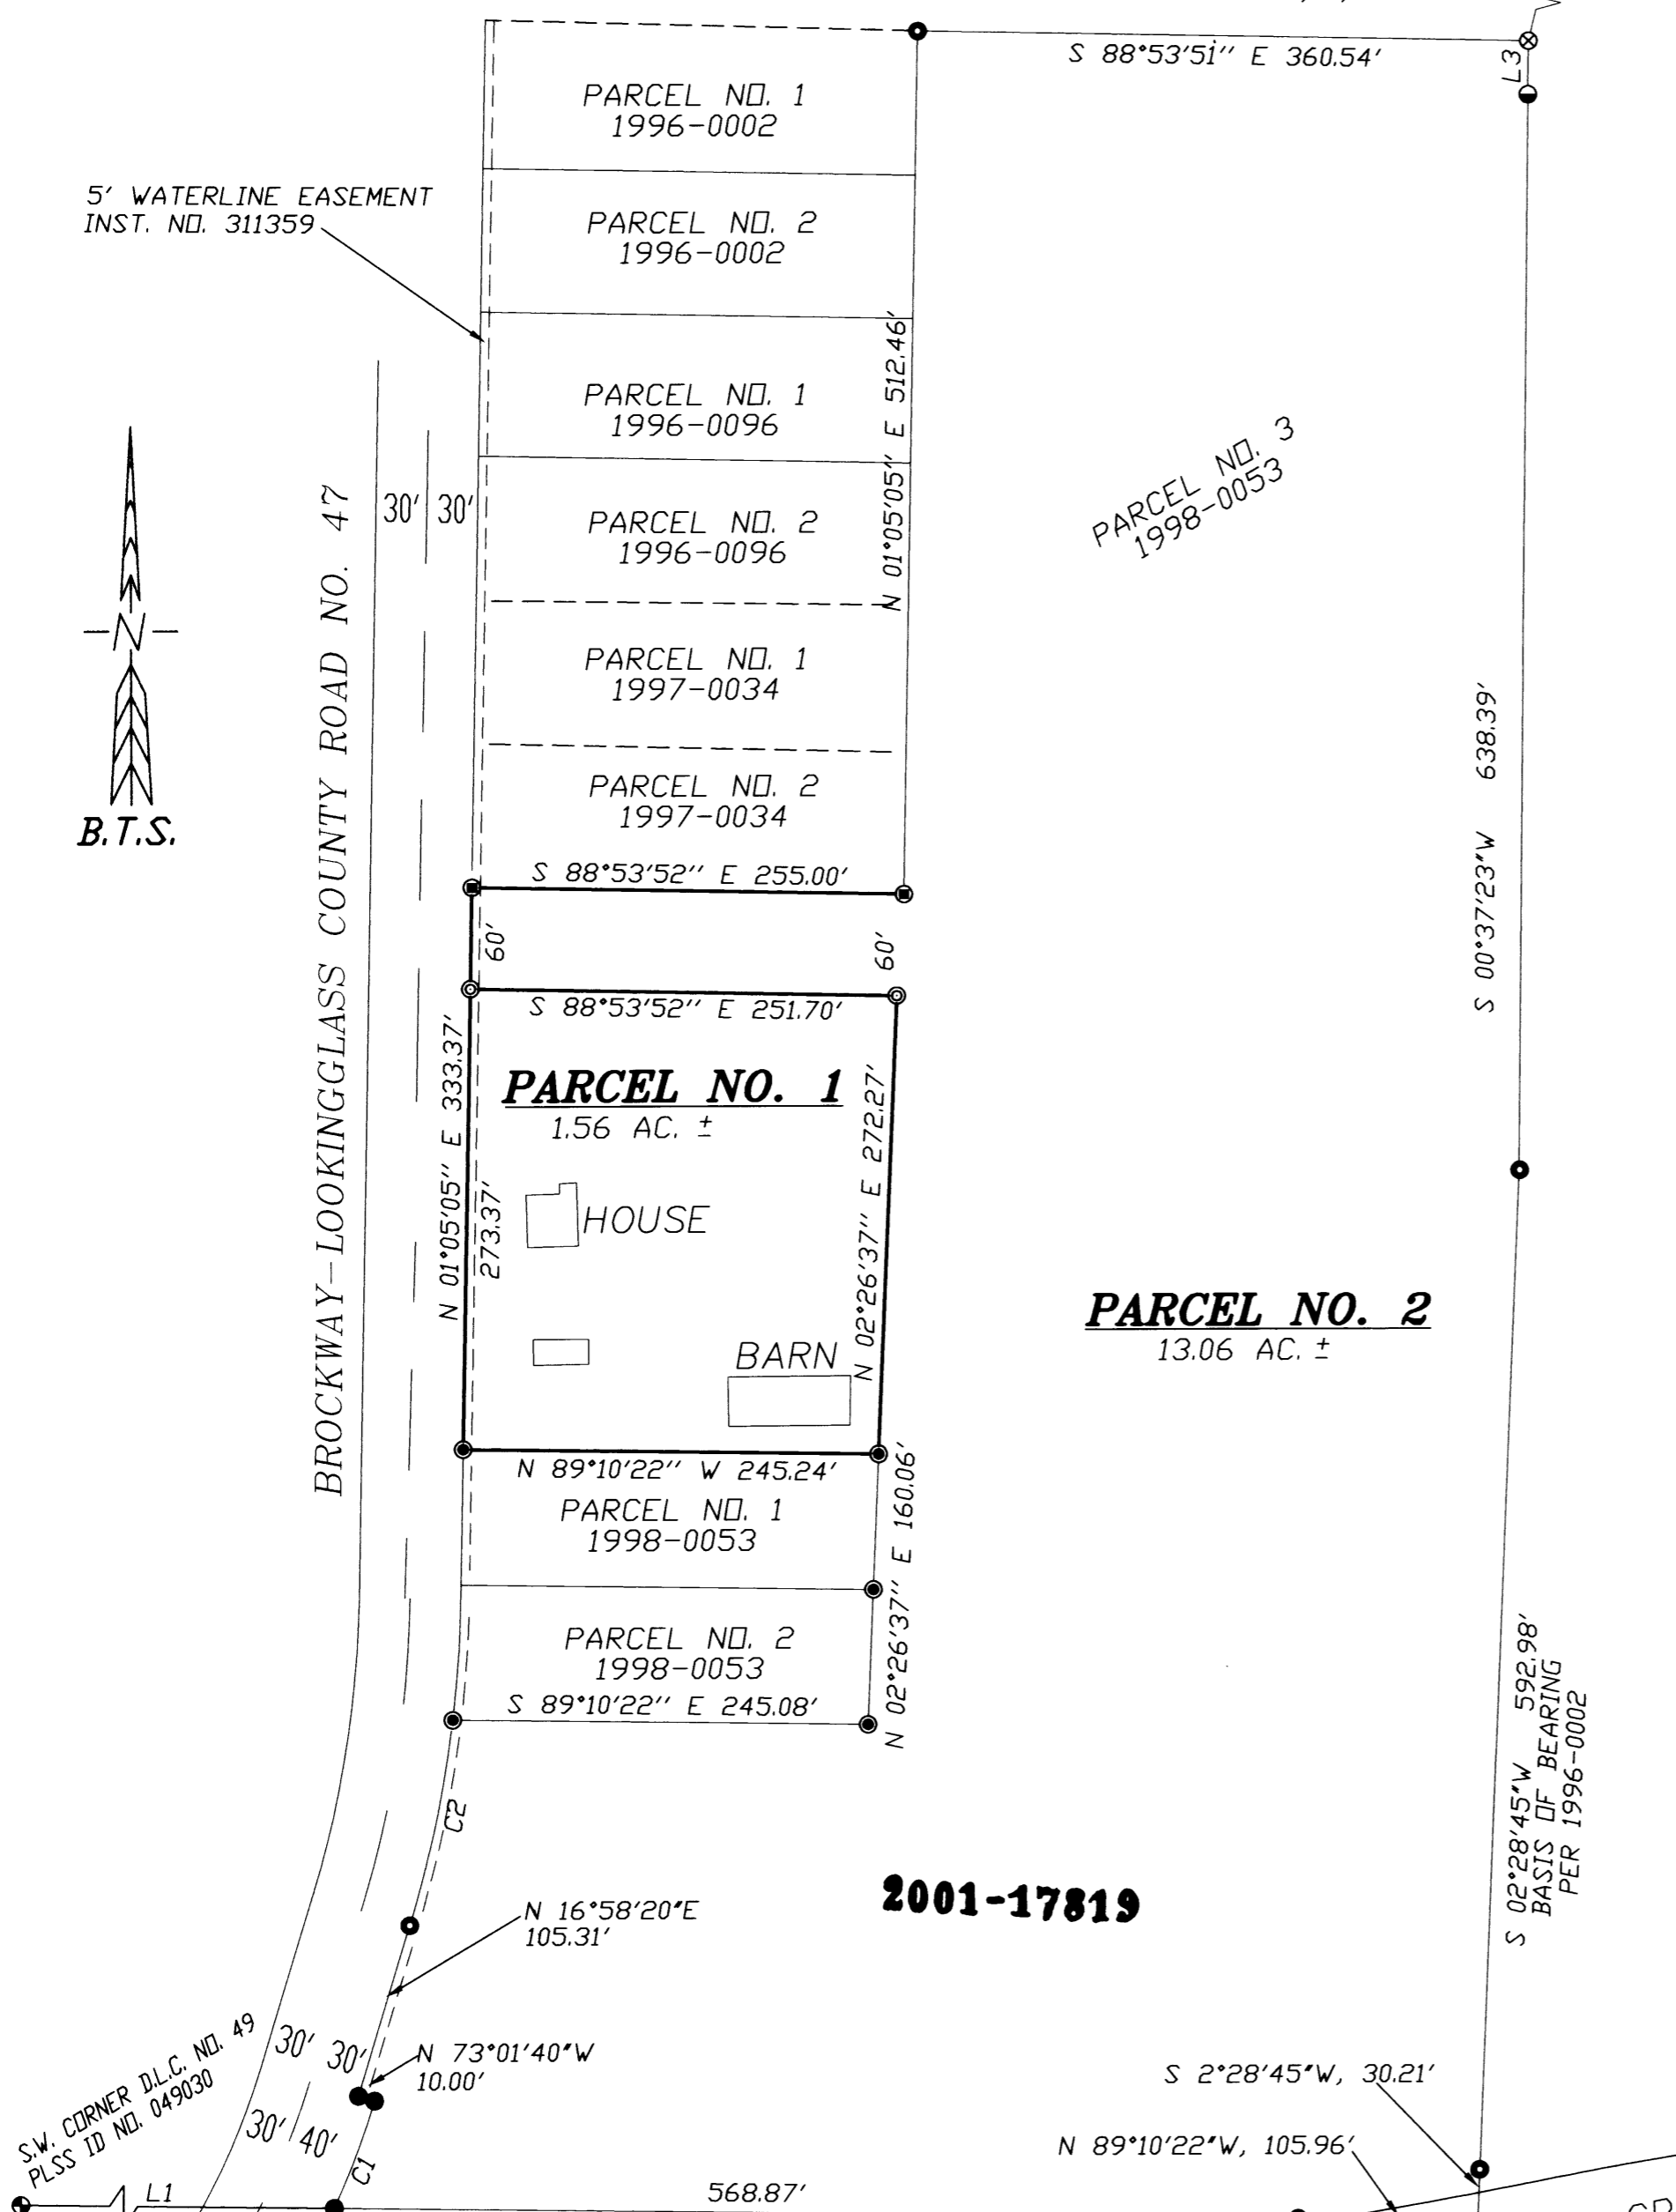 S 88°53'51'' E 360.54'
L3
PARCEL NO. 1
1996-0002
5' WATERLINE EASEMENT
INST. NO. 311359
PARCEL NO. 2
1996-0002
PARCEL NO. 1
1996-0096
N 01°05'05'' E 512.46'
PARCEL NO. 3
1998-0053
30' 30'
PARCEL NO. 2
1996-0096
BROCKWAY-LOOKINGGLASS COUNTY ROAD NO. 47
-N-
B.T.S.
PARCEL NO. 1
1997-0034
PARCEL NO. 2
1997-0034
S 00°37'23"W 638.39'
S 88°53'52'' E 255.00'
60'
60'
S 88°53'52'' E 251.70'
N 01°05'05'' E 333.37'
273.37'
PARCEL NO. 1
1.56 AC. ±
N 02°26'37'' E 272.27'
HOUSE
BARN
PARCEL NO. 2
13.06 AC. ±
N 89°10'22'' W 245.24'
PARCEL NO. 1
1998-0053
N 02°26'37'' E 160.06'
PARCEL NO. 2
1998-0053
S 89°10'22'' E 245.08'
C2
S 02°28'45"W 592.98'
BASIS OF BEARING
PER 1996-0002
2001-17819
N 16°58'20"E
105.31'
N 73°01'40"W
10.00'
30' 30'
30' 40'
S.W. CORNER D.L.C. NO. 49
PLSS ID NO. 049030
C1
L1
568.87'
S 2°28'45"W, 30.21'
N 89°10'22"W, 105.96'